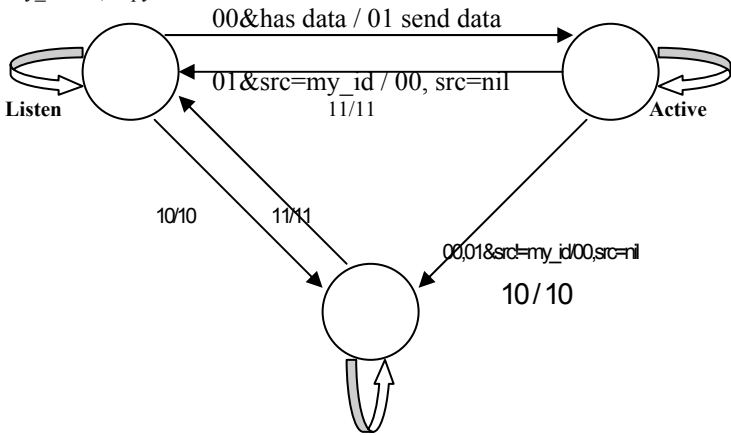 00&has data / 01 send data
01&src=my_id / 00, src=nil
11/11
Listen
Active
10/10
11/11
00,01&src!=my_id/00,src=nil
10 / 10